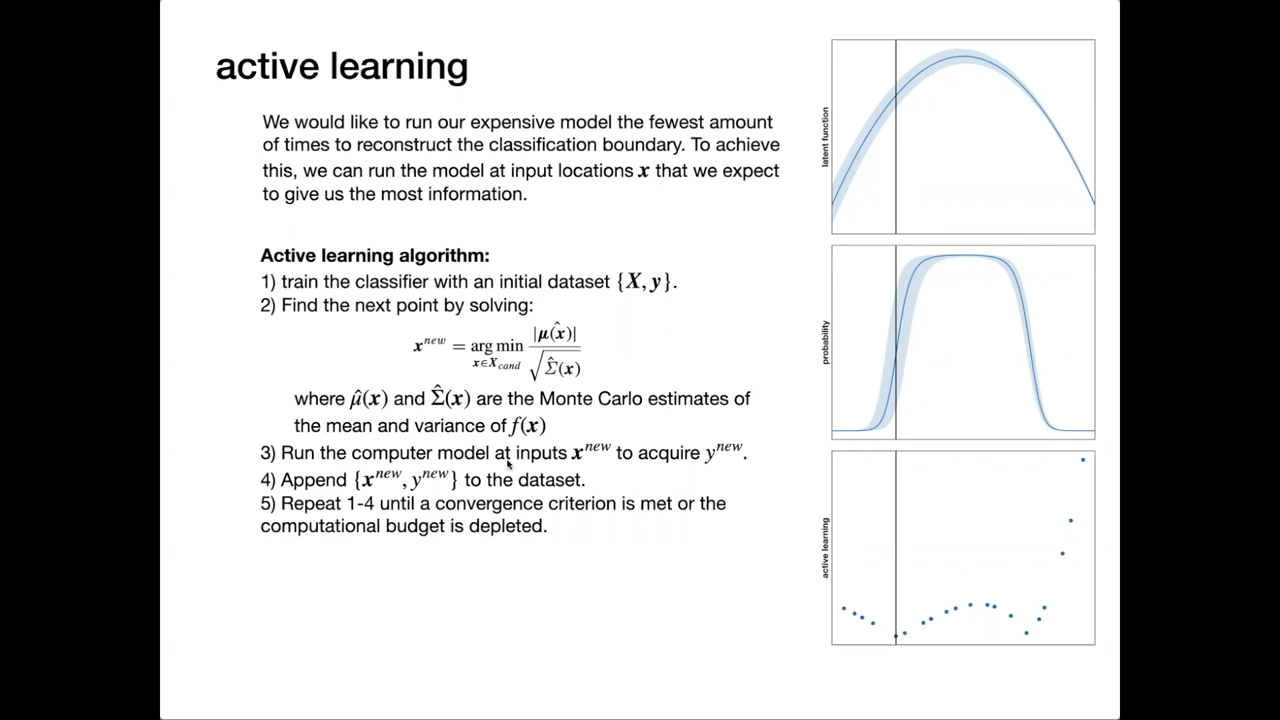 active learning
We would like to run our expensive model the fewest amount
of times to reconstruct the classification boundary. To achieve
this, we can run the model at input locations x that we expect
to give us the most information.
Active learning algorithm:
1) train the classifier with an initial dataset {X, y}.
2) Find the next point by solving:
x^new = arg min_{x∈X_cand} |μ̂(x)| / √Σ̂(x)
where μ̂(x) and Σ̂(x) are the Monte Carlo estimates of
the mean and variance of f(x)
3) Run the computer model at inputs x^new to acquire y^new.
4) Append {x^new, y^new} to the dataset.
5) Repeat 1-4 until a convergence criterion is met or the
computational budget is depleted.
latent function
probability
active learning